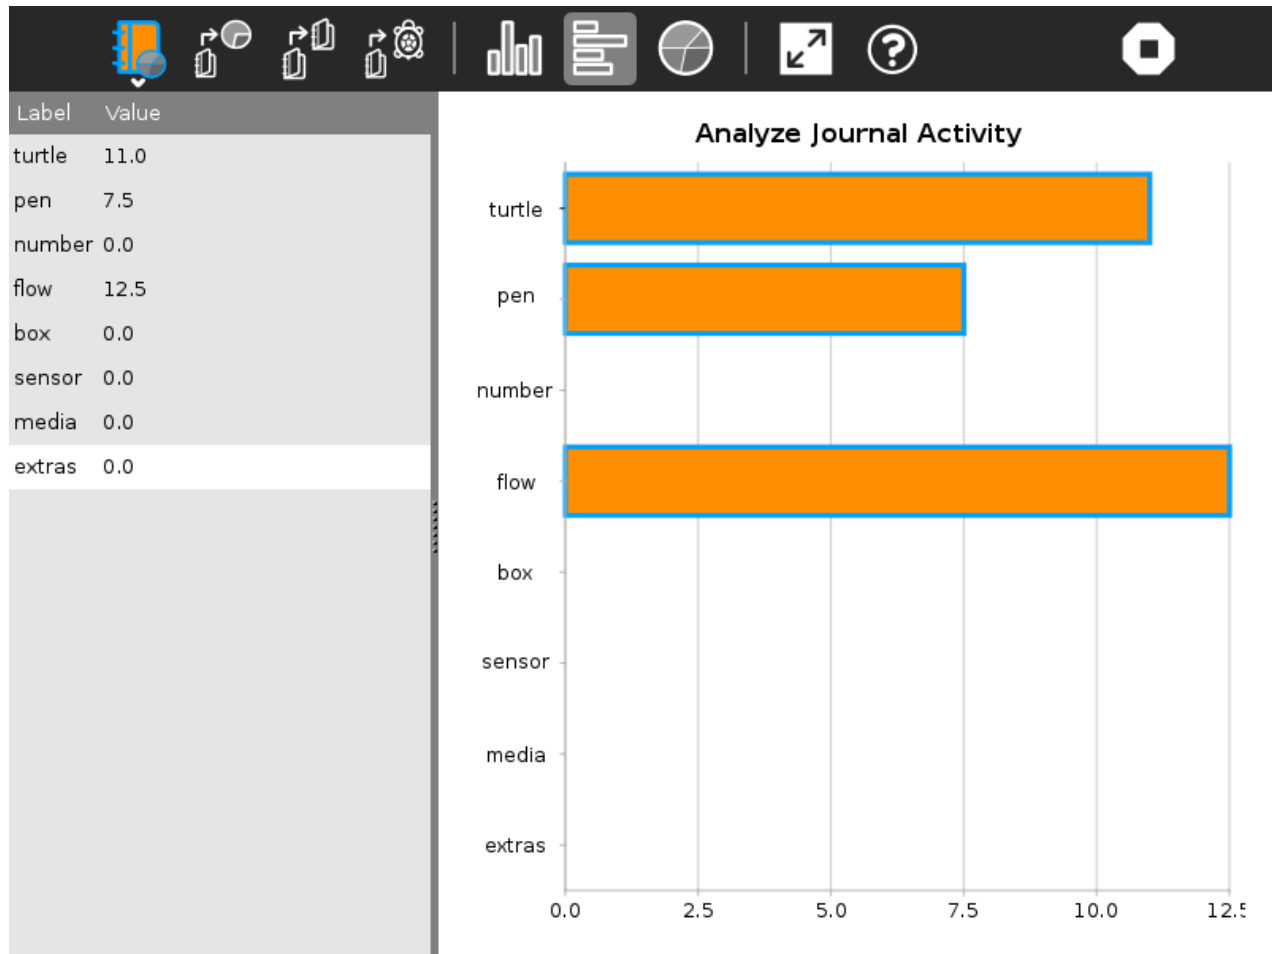 Label Value
turtle 11.0
pen 7.5
number 0.0
flow 12.5
box 0.0
sensor 0.0
media 0.0
extras 0.0
Analyze Journal Activity
turtle
pen
number
flow
box
sensor
media
extras
0.0 2.5 5.0 7.5 10.0 12.5